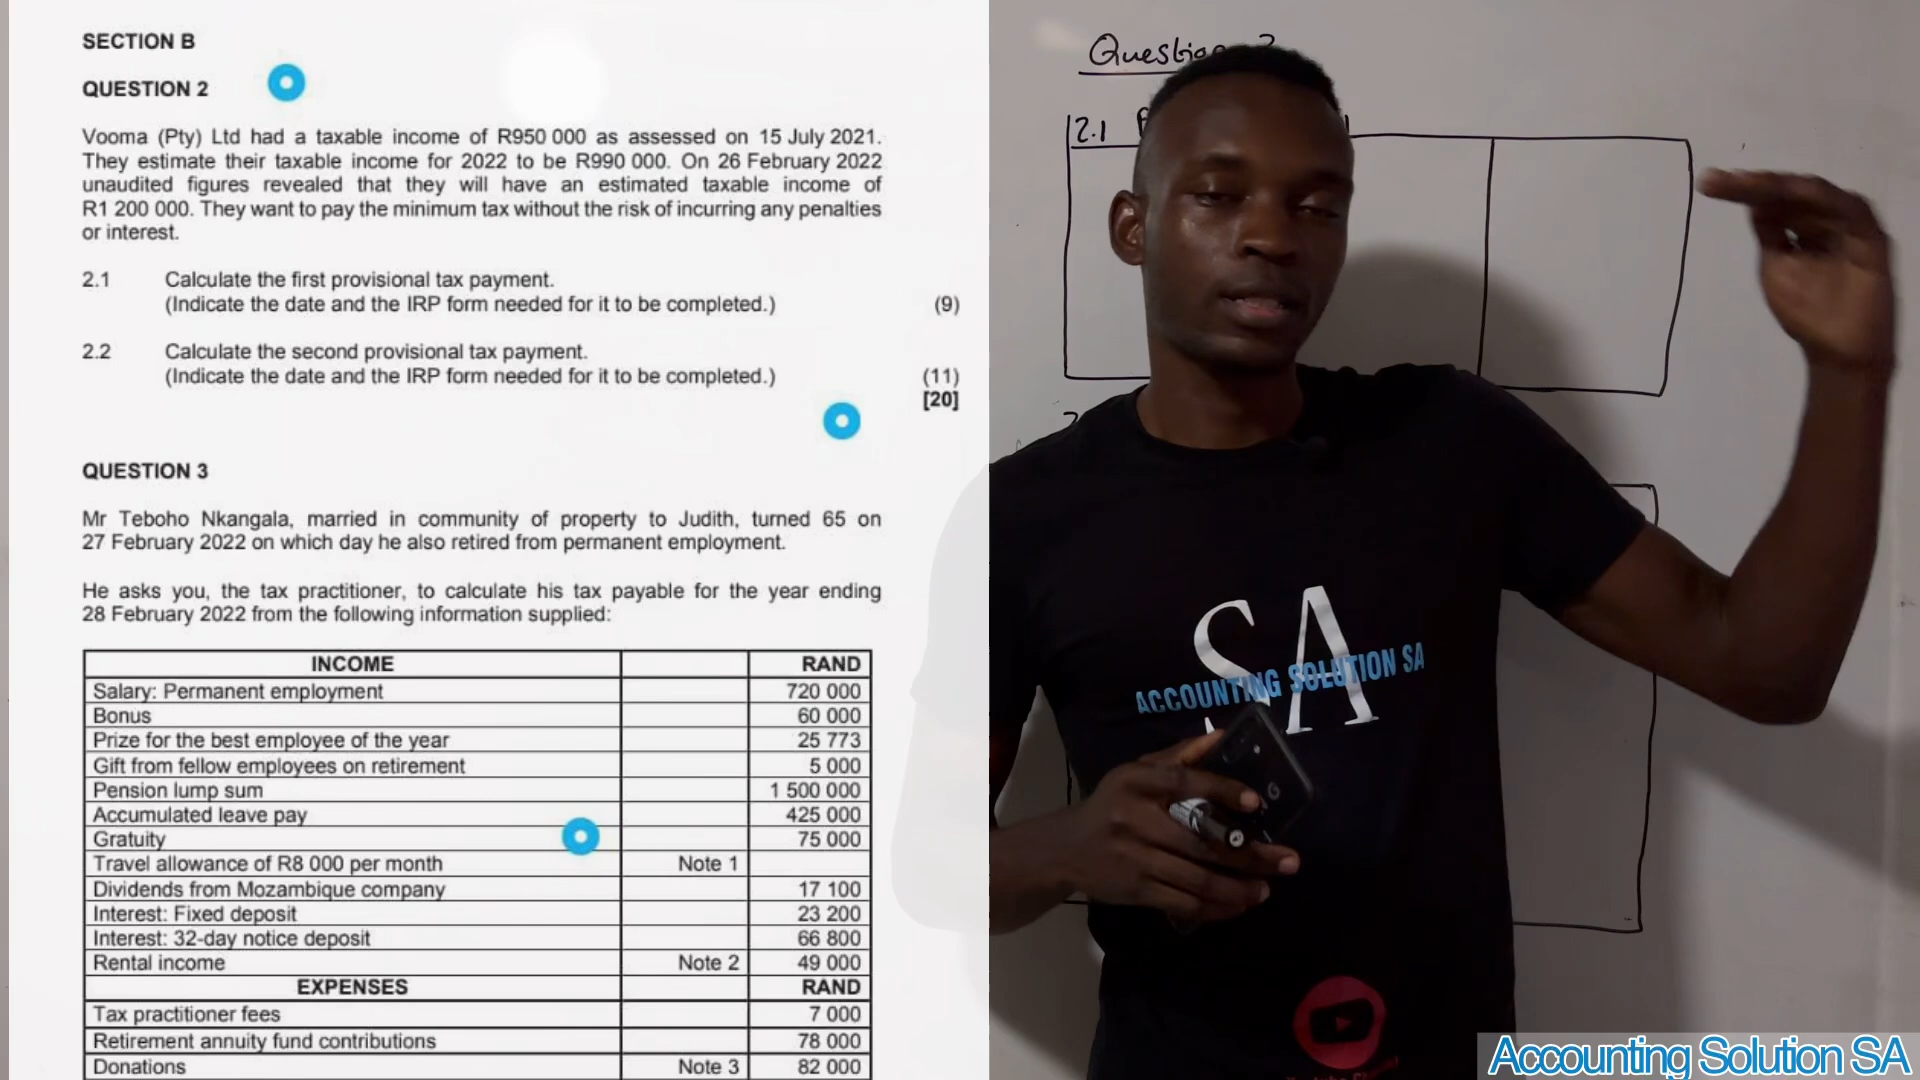 SECTION B
QUESTION 2
Vooma (Pty) Ltd had a taxable income of R950 000 as assessed on 15 July 2021.
They estimate their taxable income for 2022 to be R990 000. On 26 February 2022
unaudited figures revealed that they will have an estimated taxable income of
R1 200 000. They want to pay the minimum tax without the risk of incurring any penalties
or interest.
2.1 Calculate the first provisional tax payment.
(Indicate the date and the IRP form needed for it to be completed.) (9)
2.2 Calculate the second provisional tax payment.
(Indicate the date and the IRP form needed for it to be completed.) (11)
[20]
QUESTION 3
Mr Teboho Nkangala, married in community of property to Judith, turned 65 on
27 February 2022 on which day he also retired from permanent employment.
He asks you, the tax practitioner, to calculate his tax payable for the year ending
28 February 2022 from the following information supplied:
INCOME RAND
Salary: Permanent employment 720 000
Bonus 60 000
Prize for the best employee of the year 25 773
Gift from fellow employees on retirement 5 000
Pension lump sum 1 500 000
Accumulated leave pay 425 000
Gratuity 75 000
Travel allowance of R8 000 per month Note 1
Dividends from Mozambique company 17 100
Interest: Fixed deposit 23 200
Interest: 32-day notice deposit 66 800
Rental income Note 2 49 000
EXPENSES RAND
Tax practitioner fees 7 000
Retirement annuity fund contributions 78 000
Donations Note 3 82 000
2.1
SA
ACCOUNTING SOLUTION SA
Accounting Solution SA